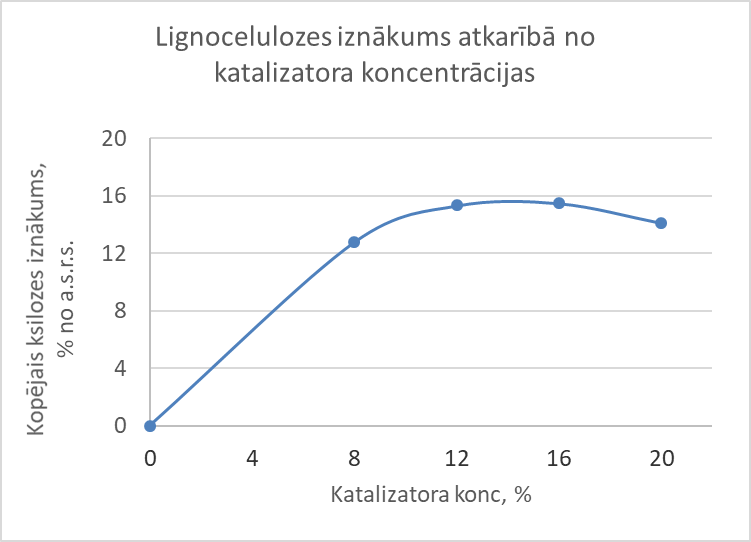 Lignocelulozes iznākums atkarībā no
katalizatora koncentrācijas
Kopējais ksilozes iznākums,
% no a.s.r.s.
20
16
12
8
4
0
0 4 8 12 16 20
Katalizatora konc, %